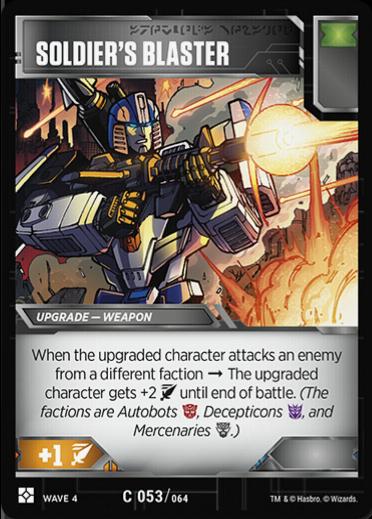 SOLDIER'S BLASTER
UPGRADE — WEAPON
When the upgraded character attacks an enemy
from a different faction → The upgraded
character gets +2 until end of battle. (The
factions are Autobots , Decepticons , and
Mercenaries .)
+1
WAVE 4 C 053/064 TM & © Hasbro. © Wizards.